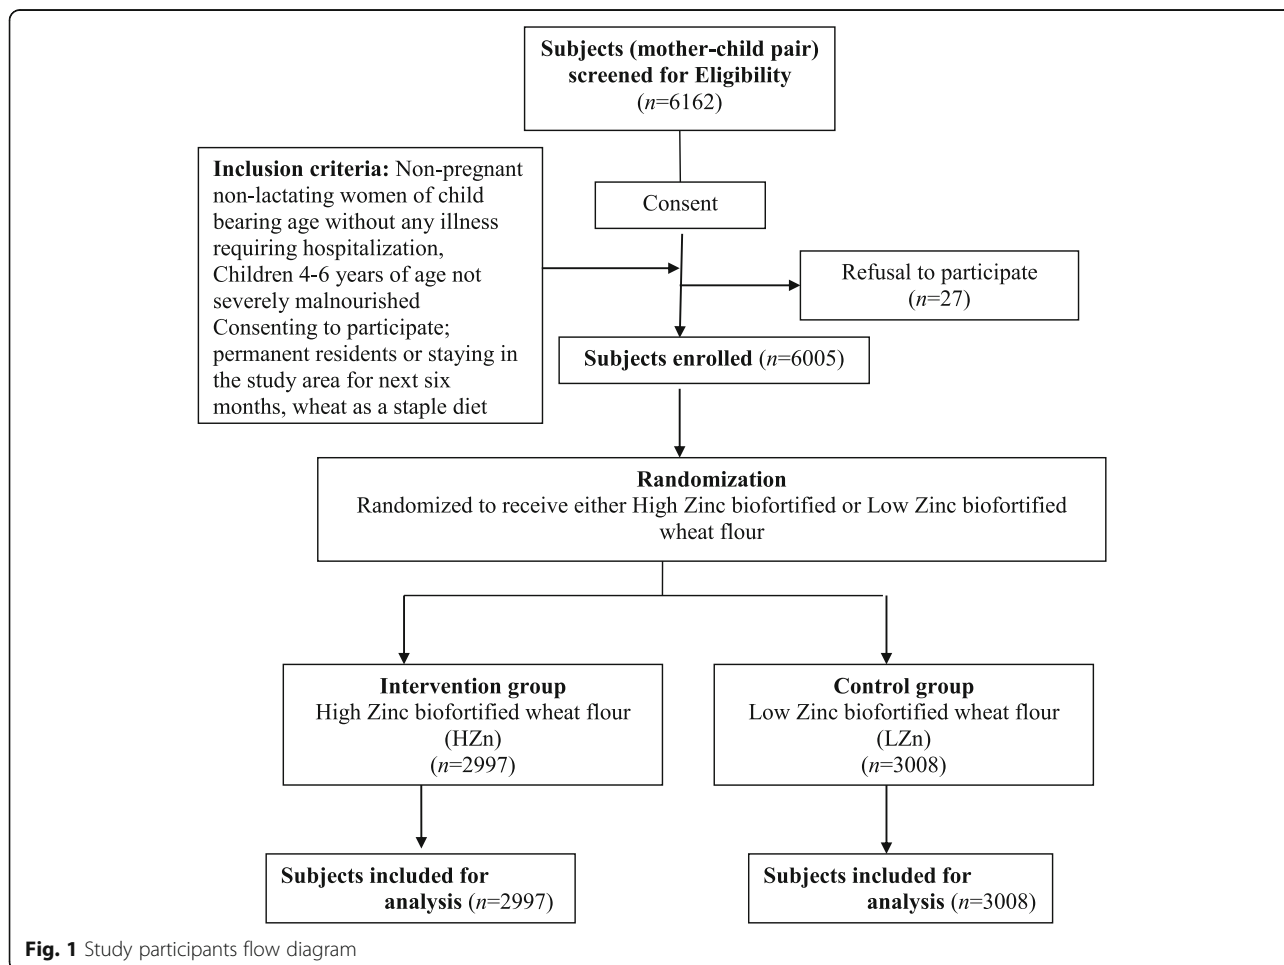 Subjects (mother-child pair)
screened for Eligibility
(n=6162)
Inclusion criteria: Non-pregnant
non-lactating women of child
bearing age without any illness
requiring hospitalization,
Children 4-6 years of age not
severely malnourished
Consenting to participate;
permanent residents or staying in
the study area for next six
months, wheat as a staple diet
Consent
Refusal to participate
(n=27)
Subjects enrolled (n=6005)
Randomization
Randomized to receive either High Zinc biofortified or Low Zinc biofortified
wheat flour
Intervention group
High Zinc biofortified wheat flour
(HZn)
(n=2997)
Control group
Low Zinc biofortified wheat flour
(LZn)
(n=3008)
Subjects included for
analysis (n=2997)
Subjects included for
analysis (n=3008)
Fig. 1 Study participants flow diagram